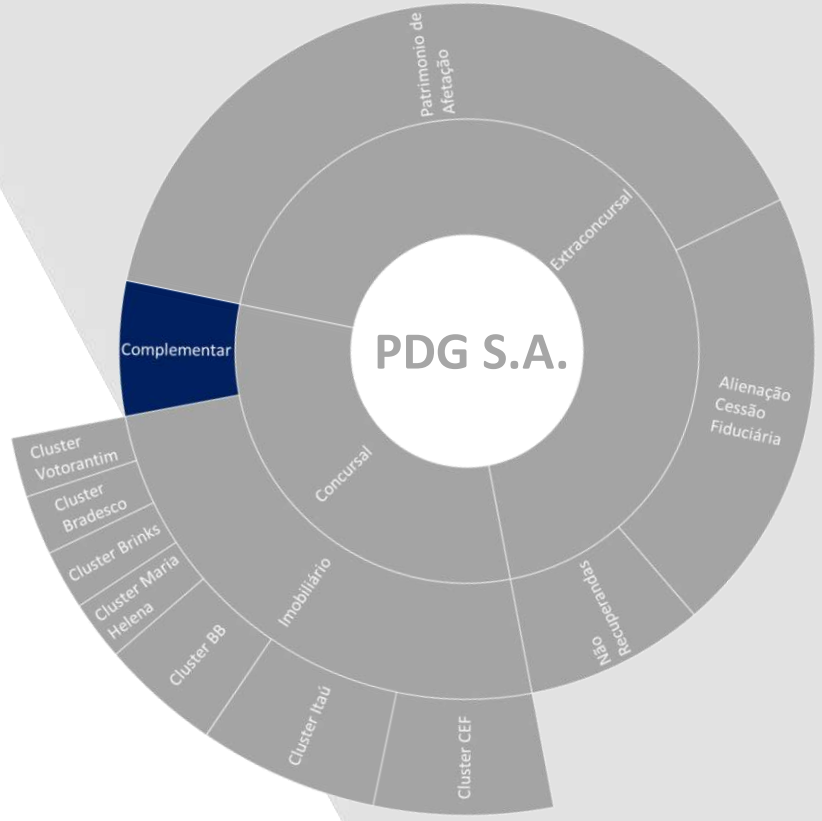 Patrimonio de
Afetação
Extraconcursal
Complementar
PDG S.A.
Alienação
Cessão
Fiduciária
Cluster
Votorantim
Concursal
Cluster
Bradesco
Cluster Brinks
Cluster Maria
Helena
Imobiliário
Não
Recuperandas
Cluster BB
Cluster Itaú
Cluster CEF